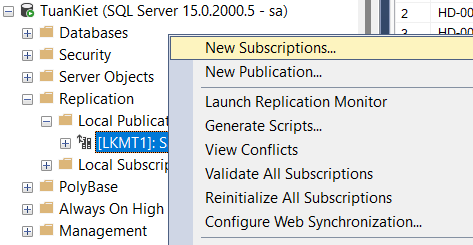 TuanKiet (SQL Server 15.0.2000.5 - sa)
Databases
Security
Server Objects
Replication
Local Publicat
[LKMT1]: S
Local Subscrip
PolyBase
Always On High
Management
New Subscriptions...
New Publication...
Launch Replication Monitor
Generate Scripts...
View Conflicts
Validate All Subscriptions
Reinitialize All Subscriptions
Configure Web Synchronization...
2 HD-00
3